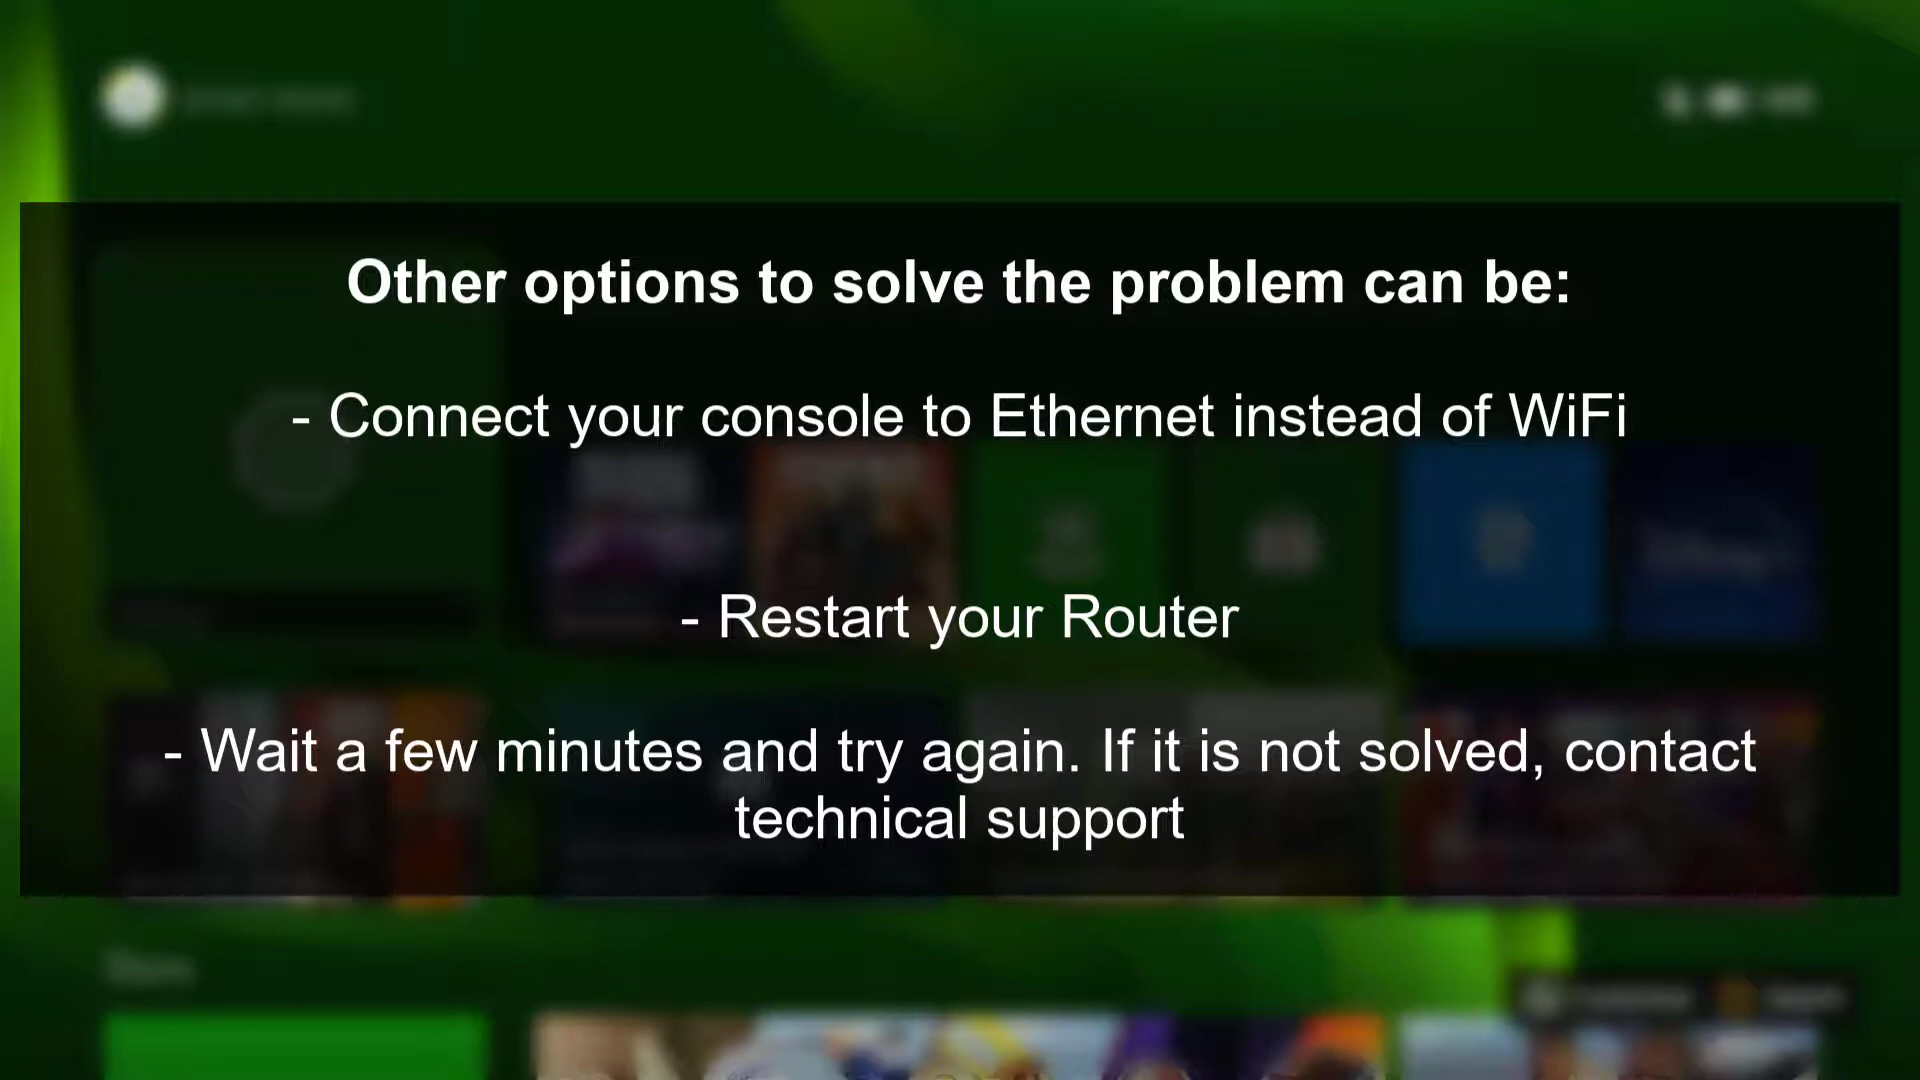 Other options to solve the problem can be:
- Connect your console to Ethernet instead of WiFi
- Restart your Router
- Wait a few minutes and try again. If it is not solved, contact
technical support